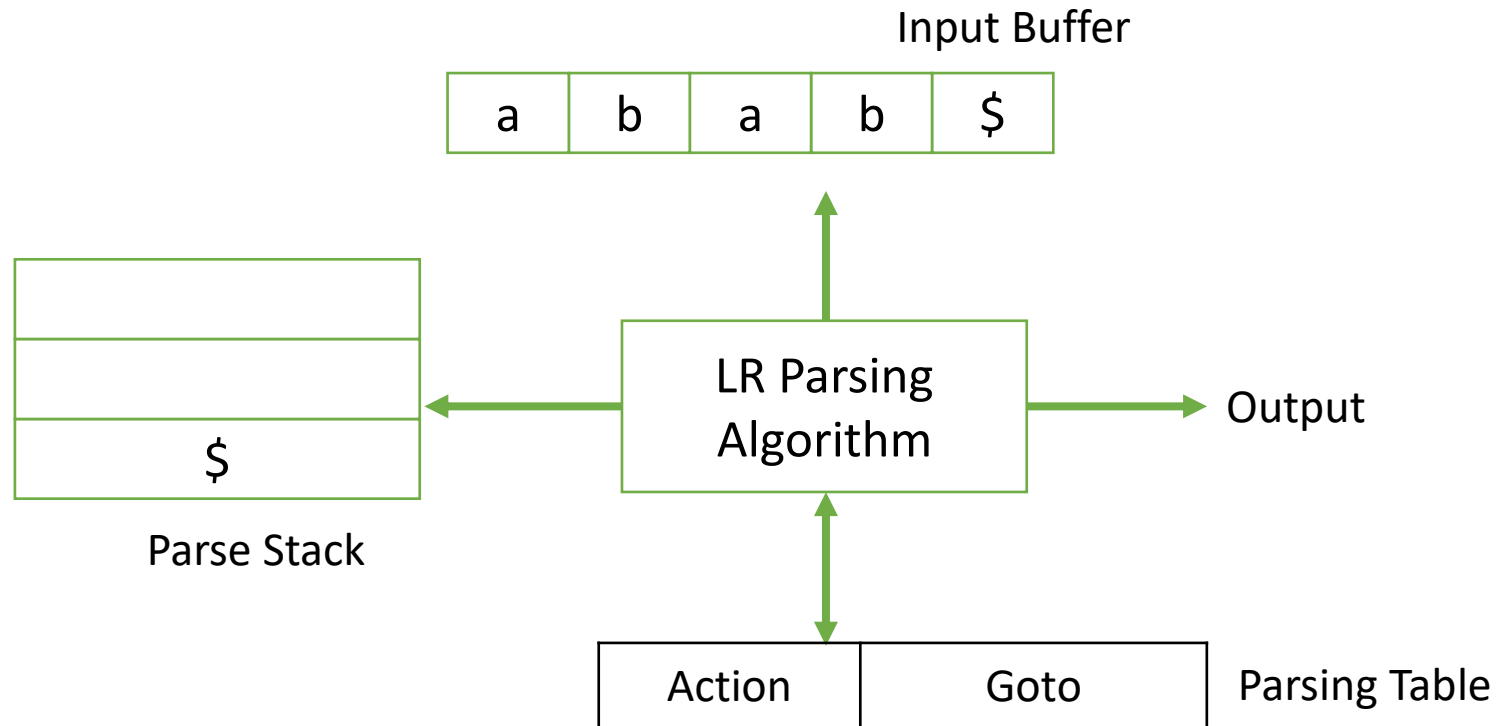 Input Buffer
a b a b $
LR Parsing
Algorithm
Output
$
Parse Stack
Action Goto Parsing Table